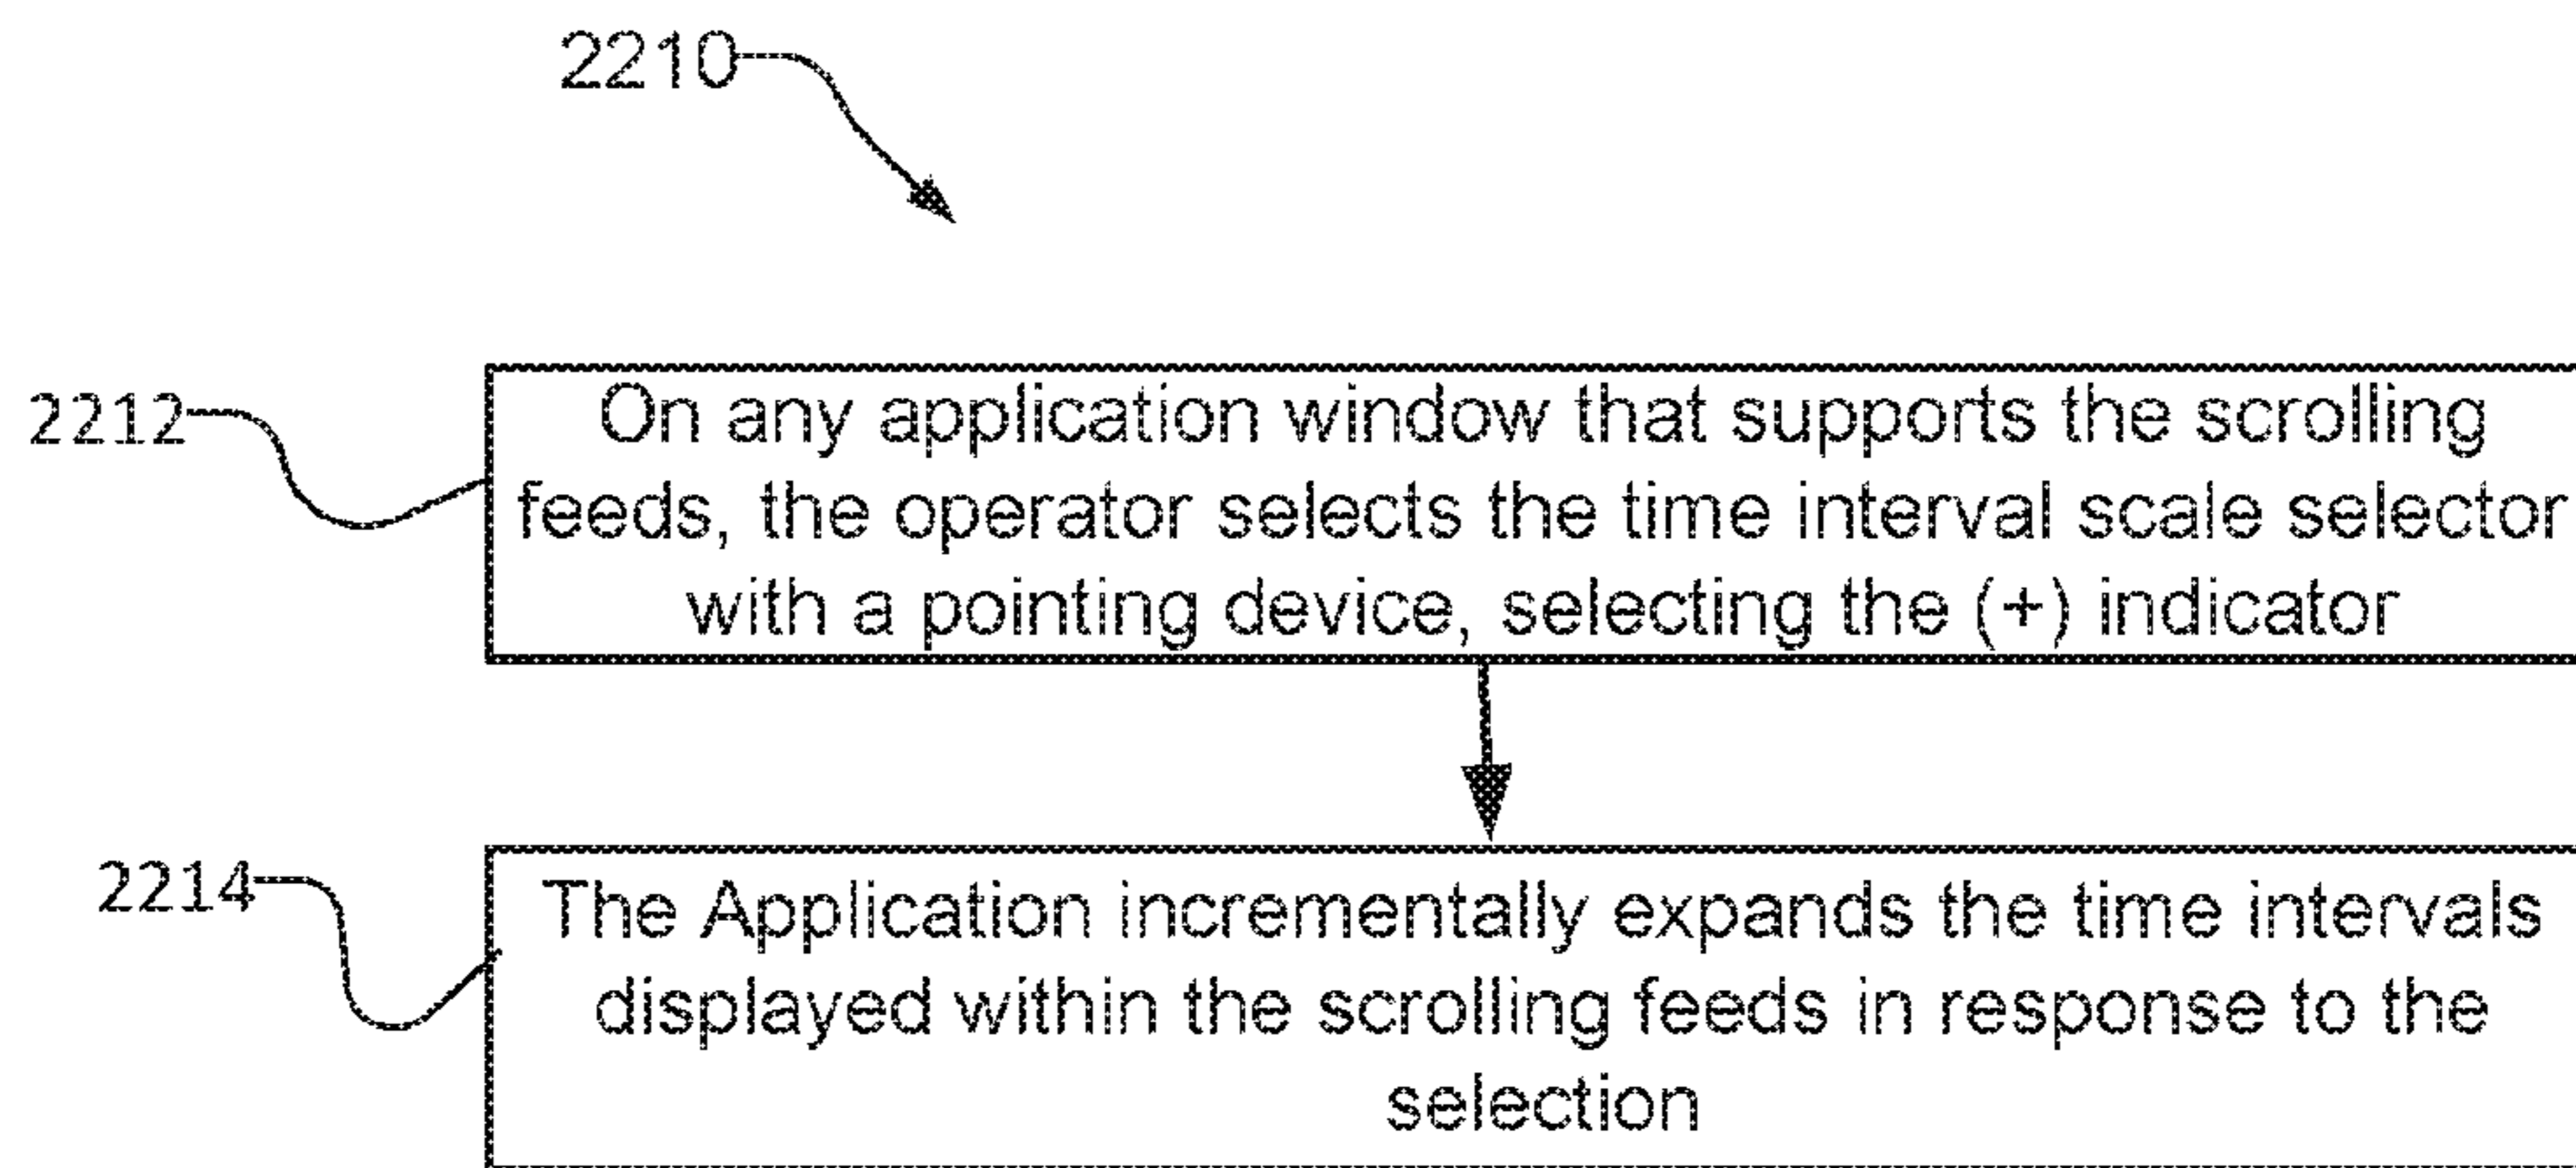 2210
2212
On any application window that supports the scrolling
feeds, the operator selects the time interval scale selector
with a pointing device, selecting the (+) indicator
2214
The Application incrementally expands the time intervals
displayed within the scrolling feeds in response to the
selection